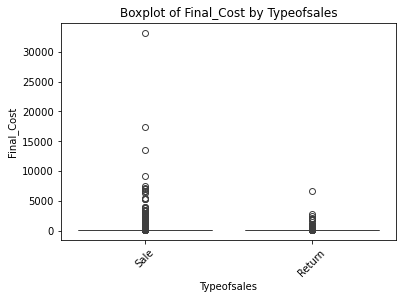 Boxplot of Final_Cost by Typeofsales
Final_Cost
30000
25000
20000
15000
10000
5000
0
Sale
Return
Typeofsales